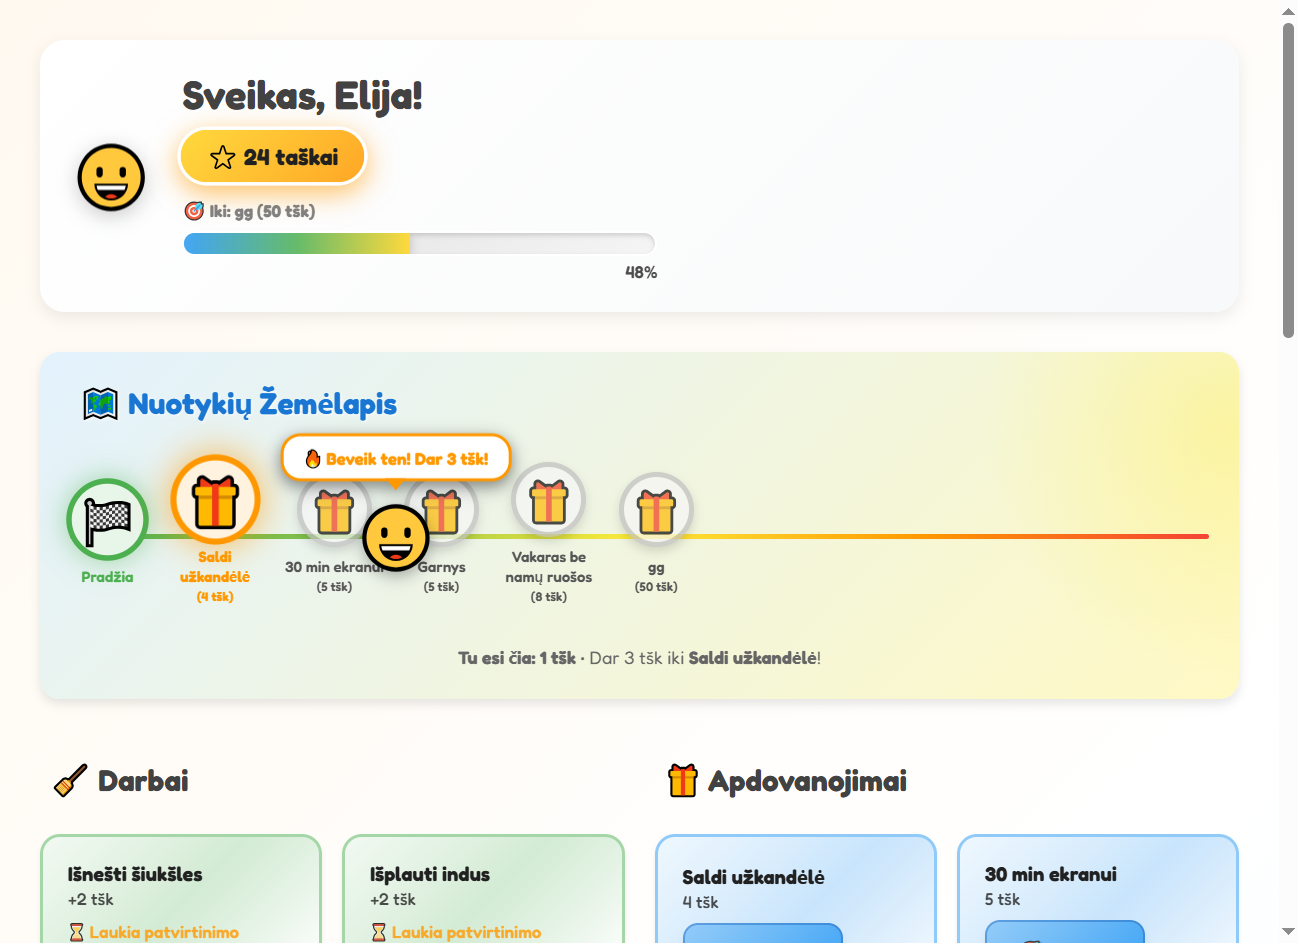 Sveikas, Elija!
24 taškai
Iki: gg (50 tšk)
48%
Nuotykių Žemėlapis
Beveik ten! Dar 3 tšk!
Pradžia
Saldi
užkandėlė
(4 tšk)
30 min ekranui
(5 tšk)
Garnys
(5 tšk)
Vakaras be
namų ruošos
(8 tšk)
gg
(50 tšk)
Tu esi čia: 1 tšk · Dar 3 tšk iki Saldi užkandėlė!
Darbai
Apdovanojimai
Išnešti šiukšles
+2 tšk
Laukia patvirtinimo
Išplauti indus
+2 tšk
Laukia patvirtinimo
Saldi užkandėlė
4 tšk
30 min ekranui
5 tšk